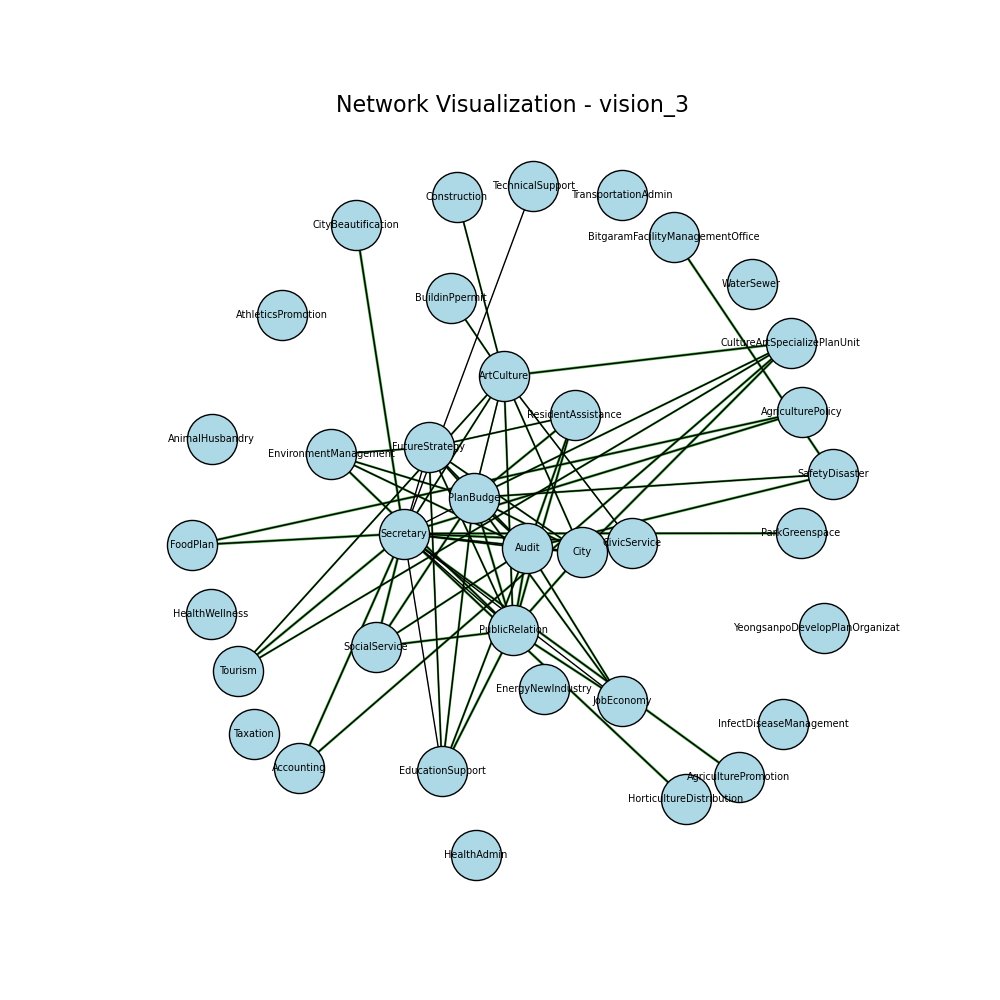 Network Visualization - vision_3
TechnicalSupport
Construction
TransportationAdmin
CityBeautification
BitgaramFacilityManagementOffice
WaterSewer
BuildinPpermit
AthleticsPromotion
CultureArtSpecializePlanUnit
ArtCulture
AgriculturePolicy
ResidentAssistance
AnimalHusbandry
FutureStrategy
EnvironmentManagement
SafetyDisaster
PlanBudget
Secretary
ParkGreenspace
CivicService
FoodPlan
Audit
City
HealthWellness
YeongsanpoDevelopPlanOrganizat
PublicRelation
SocialService
Tourism
EnergyNewIndustry
JobEconomy
InfectDiseaseManagement
Taxation
Accounting
EducationSupport
AgriculturePromotion
HorticultureDistribution
HealthAdmin